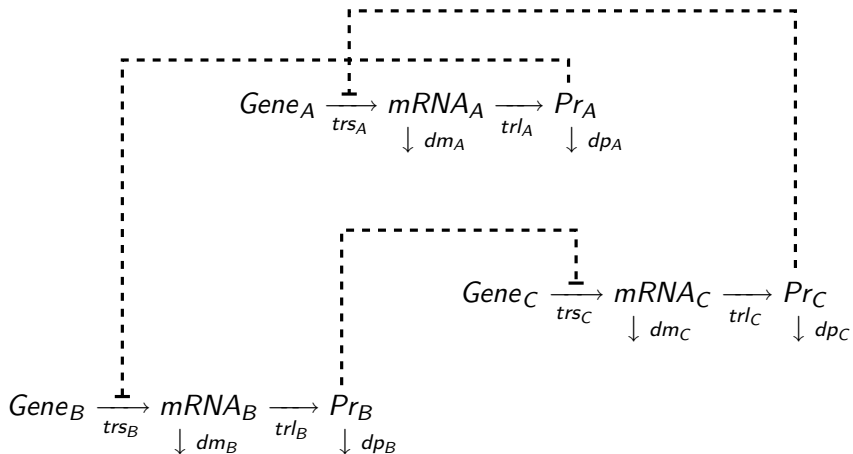 Gene_A → mRNA_A → Pr_A
trs_A trl_A
↓ dm_A ↓ dp_A
Gene_C → mRNA_C → Pr_C
trs_C trl_C
↓ dm_C ↓ dp_C
Gene_B → mRNA_B → Pr_B
trs_B trl_B
↓ dm_B ↓ dp_B